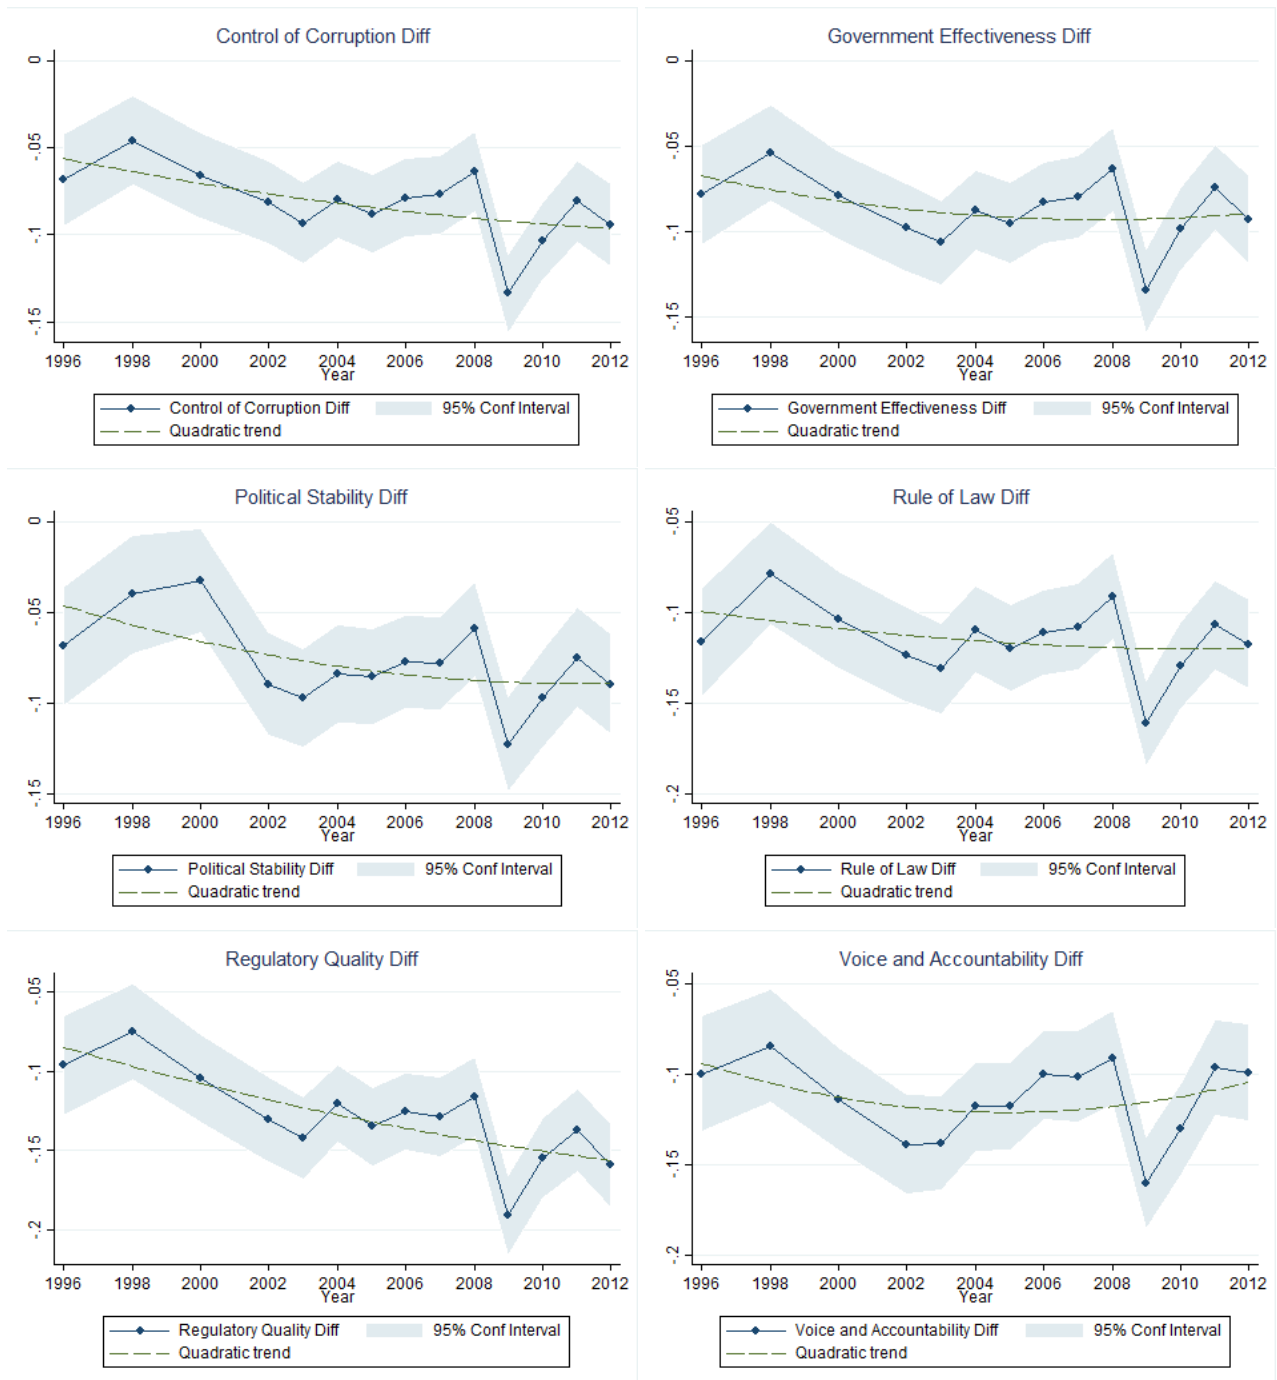 Control of Corruption Diff
0
-.05
-.1
-.15
1996 1998 2000 2002 2004 2006 2008 2010 2012
Year
Control of Corruption Diff 95% Conf Interval
Quadratic trend
Government Effectiveness Diff
0
-.05
-.1
-.15
1996 1998 2000 2002 2004 2006 2008 2010 2012
Year
Government Effectiveness Diff 95% Conf Interval
Quadratic trend
Political Stability Diff
0
-.05
-.1
-.15
1996 1998 2000 2002 2004 2006 2008 2010 2012
Year
Political Stability Diff 95% Conf Interval
Quadratic trend
Rule of Law Diff
-.05
-.1
-.15
-.2
1996 1998 2000 2002 2004 2006 2008 2010 2012
Year
Rule of Law Diff 95% Conf Interval
Quadratic trend
Regulatory Quality Diff
-.05
-.1
-.15
-.2
1996 1998 2000 2002 2004 2006 2008 2010 2012
Year
Regulatory Quality Diff 95% Conf Interval
Quadratic trend
Voice and Accountability Diff
-.05
-.1
-.15
-.2
1996 1998 2000 2002 2004 2006 2008 2010 2012
Year
Voice and Accountability Diff 95% Conf Interval
Quadratic trend